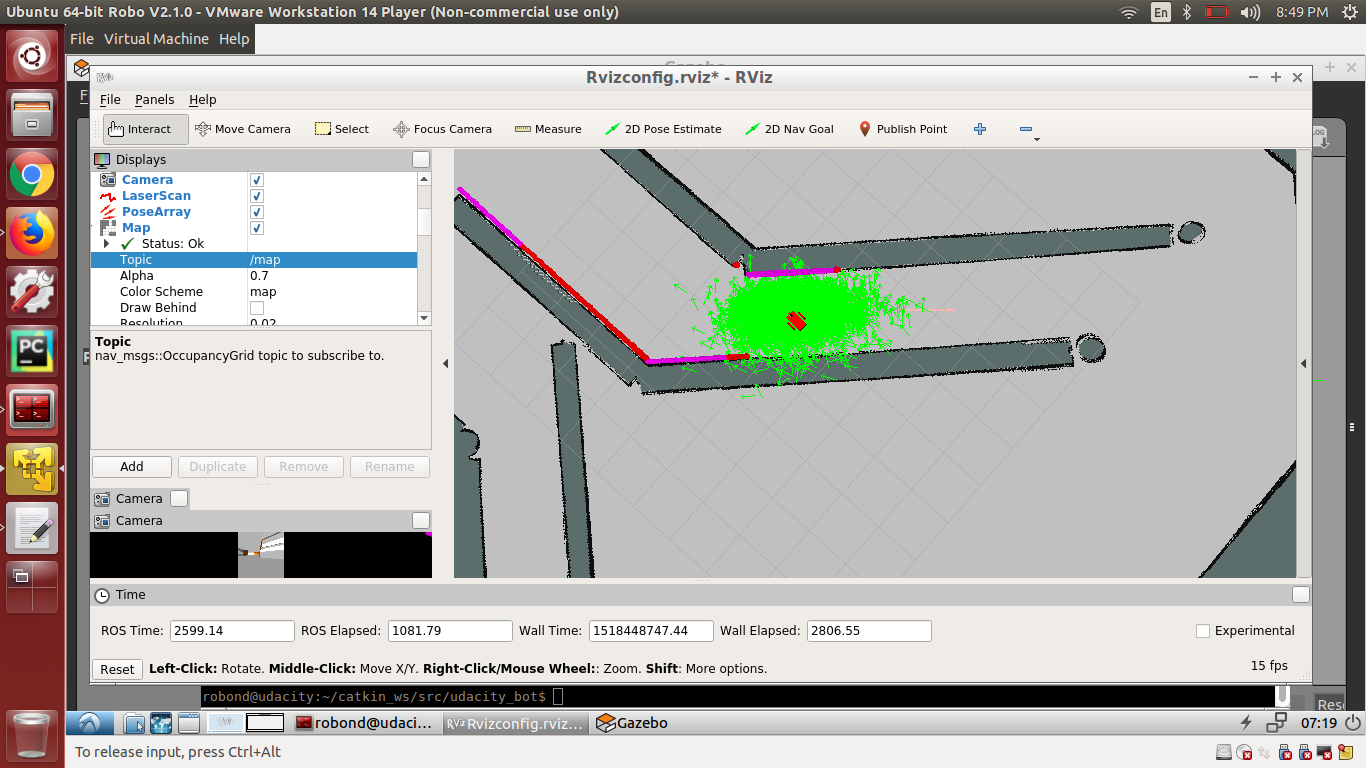 Ubuntu 64-bit Robo V2.1.0 - VMware Workstation 14 Player (Non-commercial use only) En 8:49 PM
File Virtual Machine Help
Rvizconfig.rviz* - RViz
File Panels Help
Interact Move Camera Select Focus Camera Measure 2D Pose Estimate 2D Nav Goal Publish Point
Displays
Camera
LaserScan
PoseArray
Map
Status: Ok
Topic /map
Alpha 0.7
Color Scheme map
Draw Behind
Resolution 0.02
Topic
nav_msgs::OccupancyGrid topic to subscribe to.
Add Duplicate Remove Rename
Camera
Camera
Time
ROS Time: 2599.14 ROS Elapsed: 1081.79 Wall Time: 1518448747.44 Wall Elapsed: 2806.55 Experimental
Reset Left-Click: Rotate. Middle-Click: Move X/Y. Right-Click/Mouse Wheel:: Zoom. Shift: More options. 15 fps
robond@udacity:~/catkin_ws/src/udacity_bot$
robond@udaci... Rvizconfig.rviz... Gazebo 07:19
To release input, press Ctrl+Alt